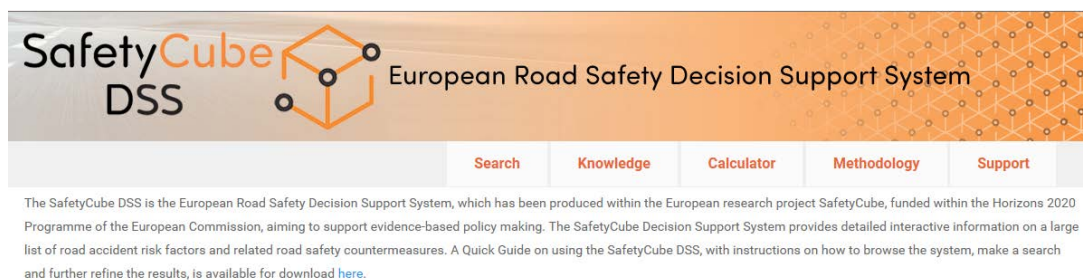 SafetyCube
DSS
European Road Safety Decision Support System
Search Knowledge Calculator Methodology Support
The SafetyCube DSS is the European Road Safety Decision Support System, which has been produced within the European research project SafetyCube, funded within the Horizons 2020
Programme of the European Commission, aiming to support evidence-based policy making. The SafetyCube Decision Support System provides detailed interactive information on a large
list of road accident risk factors and related road safety countermeasures. A Quick Guide on using the SafetyCube DSS, with instructions on how to browse the system, make a search
and further refine the results, is available for download here.